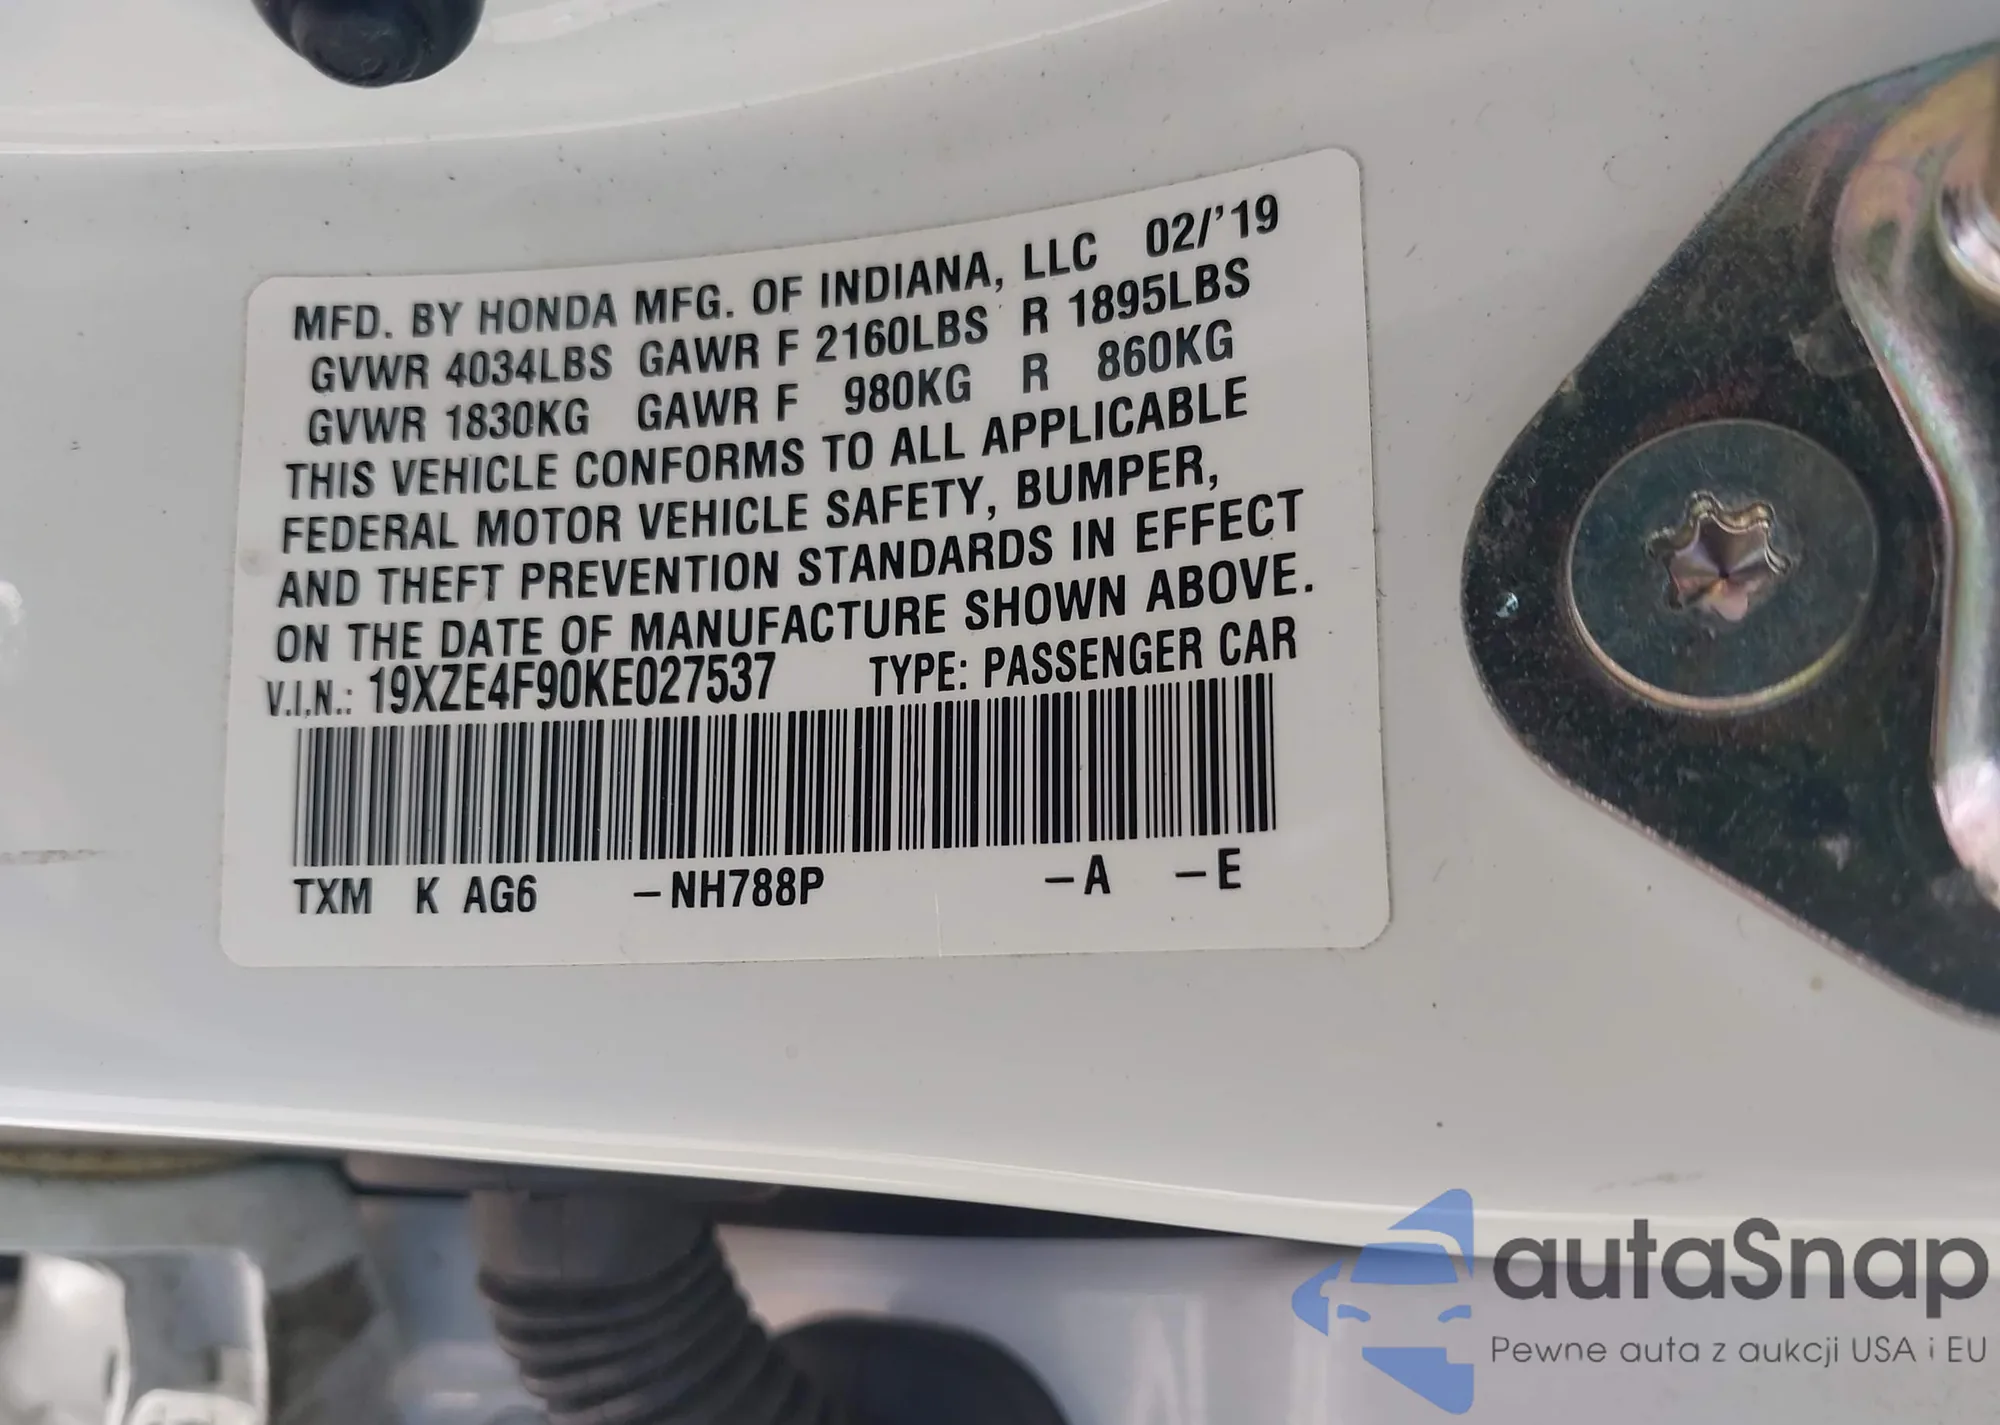 MFD. BY HONDA MFG. OF INDIANA, LLC 02/'19
GVWR 4034LBS GAWR F 2160LBS R 1895LBS
GVWR 1830KG GAWR F 980KG R 860KG
THIS VEHICLE CONFORMS TO ALL APPLICABLE
FEDERAL MOTOR VEHICLE SAFETY, BUMPER,
AND THEFT PREVENTION STANDARDS IN EFFECT
ON THE DATE OF MANUFACTURE SHOWN ABOVE.
V.I.N.: 19XZE4F90KE027537 TYPE: PASSENGER CAR
TXM K AG6 –NH788P –A –E
autaSnap
Pewne auta z aukcji USA i EU